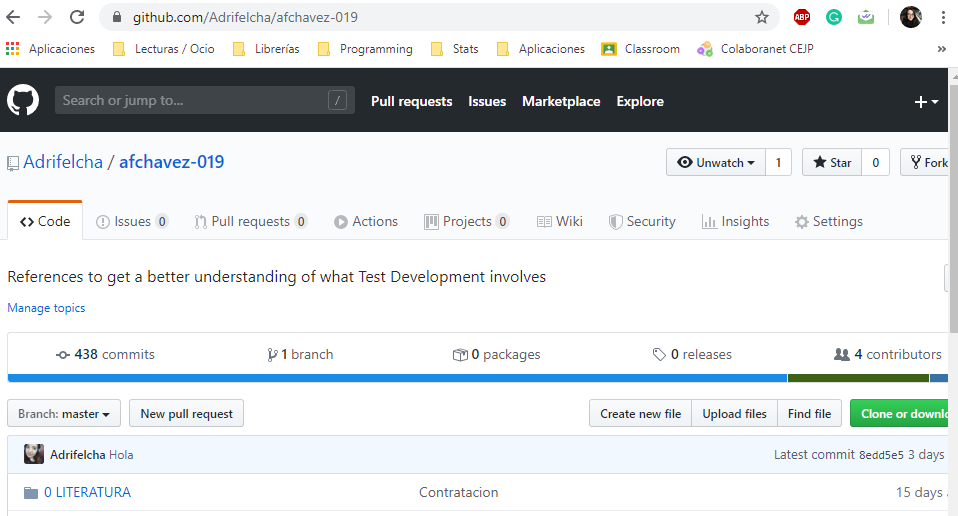 github.com/Adrifelcha/afchavez-019
ABP
Aplicaciones Lecturas / Ocio Librerías Programming Stats Aplicaciones Classroom Colaboranet CEJP »
Search or jump to... / Pull requests Issues Marketplace Explore
Adrifelcha / afchavez-019 Unwatch 1 Star 0 Fork
Code Issues 0 Pull requests 0 Actions Projects 0 Wiki Security Insights Settings
References to get a better understanding of what Test Development involves
Manage topics
438 commits 1 branch 0 packages 0 releases 4 contributors
Branch: master New pull request Create new file Upload files Find file Clone or downlo
Adrifelcha Hola Latest commit 8edd5e5 3 days
0 LITERATURA Contratacion 15 days a